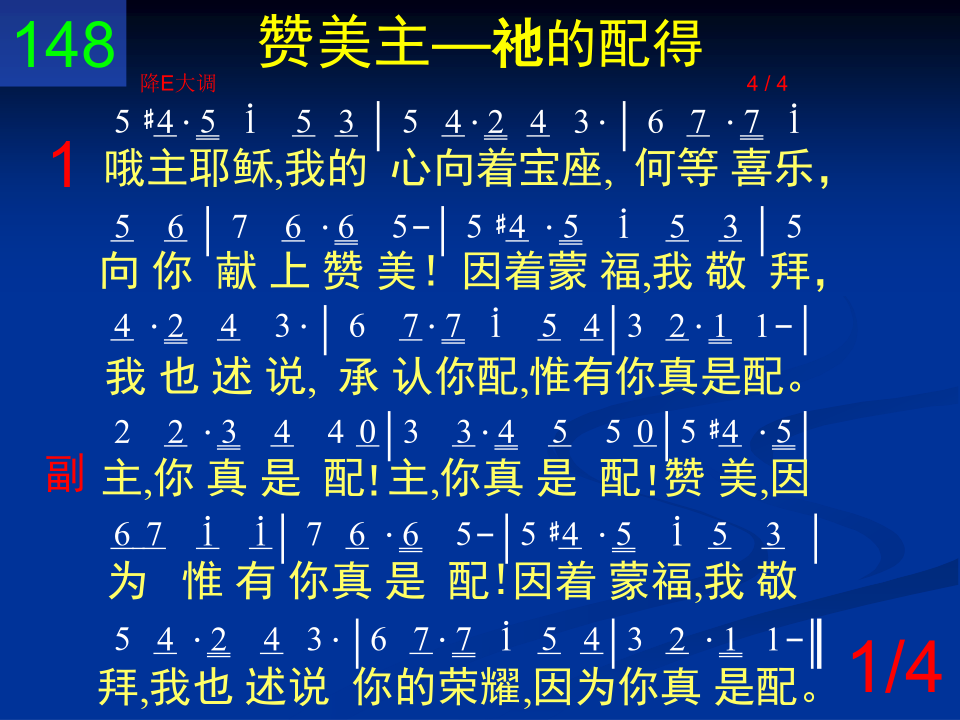 148 赞美主—祂的配得
降E大调 4 / 4
5 #4 · 5 i 5 3 | 5 4 · 2 4 3 · | 6 7 · 7 i
1 哦主耶稣,我的 心向着宝座, 何等 喜乐，
5 6 | 7 6 · 6 5 – | 5 #4 · 5 i 5 3 | 5
向 你 献 上 赞 美！ 因着蒙 福,我 敬 拜，
4 · 2 4 3 · | 6 7 · 7 i 5 4 | 3 2 · 1 1 – |
我 也 述 说, 承 认你配,惟有你真是配。
2 2 · 3 4 4 0 | 3 3 · 4 5 5 0 | 5 #4 · 5 |
副 主,你 真 是 配！主,你真 是 配！赞 美,因
6 7 i i | 7 6 · 6 5 – | 5 #4 · 5 i 5 3 |
为 惟 有 你真 是 配！因着 蒙福,我 敬
5 4 · 2 4 3 · | 6 7 · 7 i 5 4 | 3 2 · 1 1 – ‖
拜,我也 述说 你的荣耀,因为你真 是配。
1/4